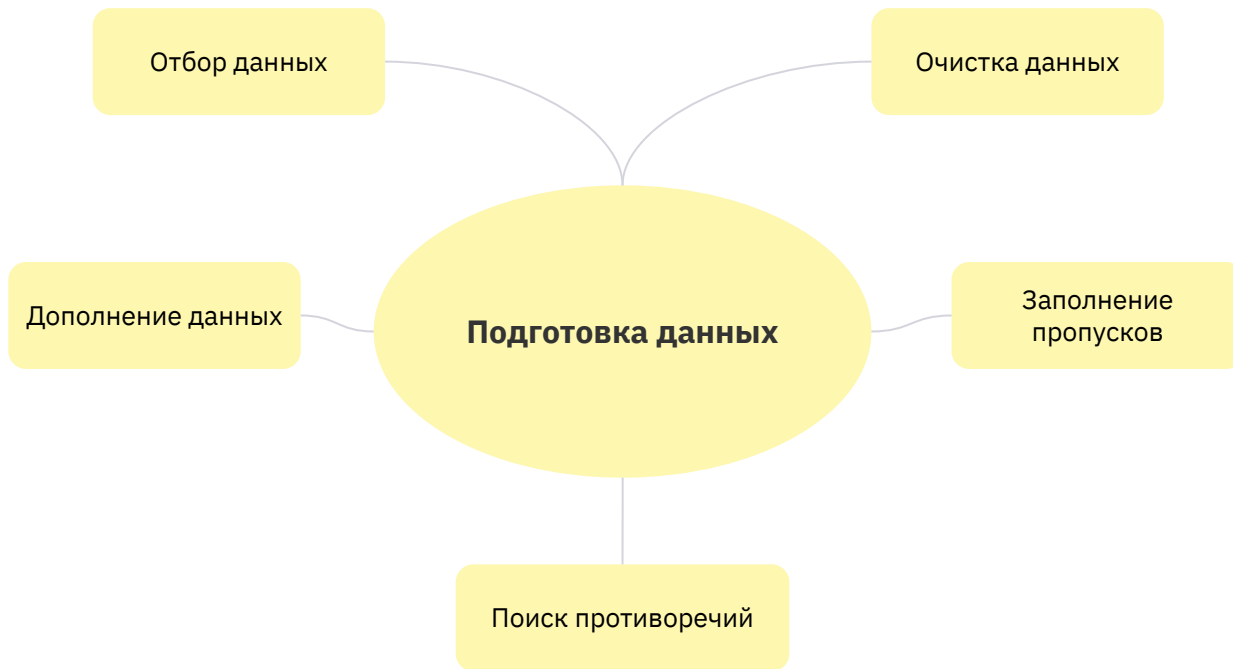 Отбор данных
Очистка данных
Дополнение данных
Подготовка данных
Заполнение
пропусков
Поиск противоречий